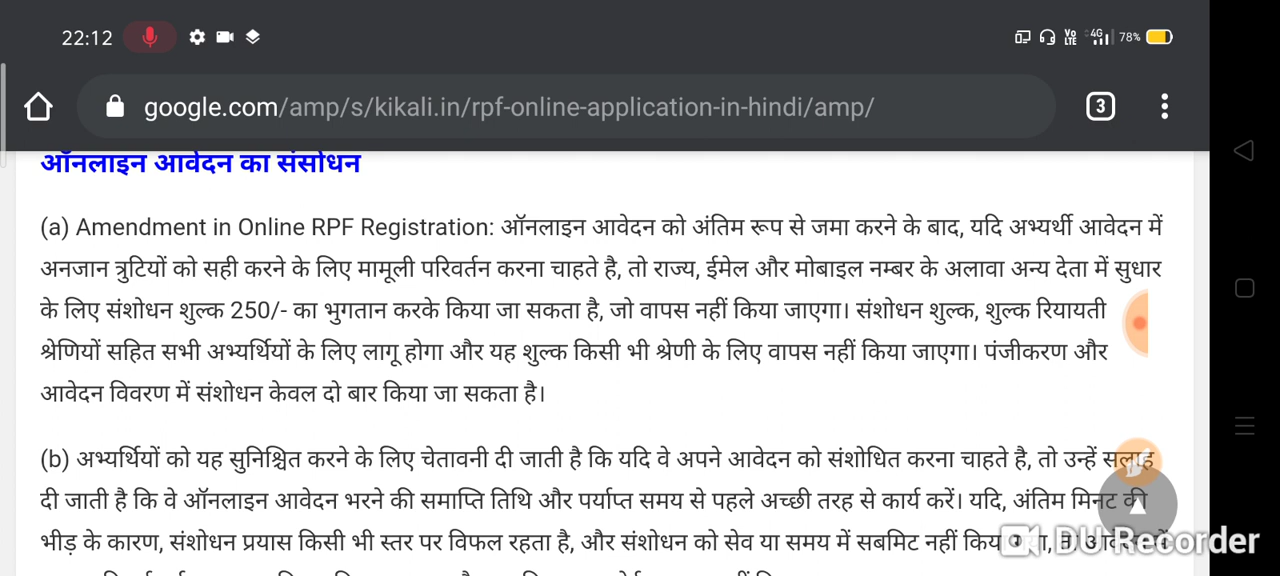 22:12 4G 78%
google.com/amp/s/kikali.in/rpf-online-application-in-hindi/amp/ 3
ऑनलाइन आवेदन का संसोधन
(a) Amendment in Online RPF Registration: ऑनलाइन आवेदन को अंतिम रूप से जमा करने के बाद, यदि अभ्यर्थी आवेदन में
अनजान त्रुटियों को सही करने के लिए मामूली परिवर्तन करना चाहते है, तो राज्य, ईमेल और मोबाइल नम्बर के अलावा अन्य देता में सुधार
के लिए संशोधन शुल्क 250/- का भुगतान करके किया जा सकता है, जो वापस नहीं किया जाएगा। संशोधन शुल्क, शुल्क रियायती
श्रेणियों सहित सभी अभ्यर्थियों के लिए लागू होगा और यह शुल्क किसी भी श्रेणी के लिए वापस नहीं किया जाएगा। पंजीकरण और
आवेदन विवरण में संशोधन केवल दो बार किया जा सकता है।
(b) अभ्यर्थियों को यह सुनिश्चित करने के लिए चेतावनी दी जाती है कि यदि वे अपने आवेदन को संशोधित करना चाहते है, तो उन्हें सलाह
दी जाती है कि वे ऑनलाइन आवेदन भरने की समाप्ति तिथि और पर्याप्त समय से पहले अच्छी तरह से कार्य करें। यदि, अंतिम मिनट की
भीड़ के कारण, संशोधन प्रयास किसी भी स्तर पर विफल रहता है, और संशोधन को सेव या समय में सबमिट नहीं
DU Recorder